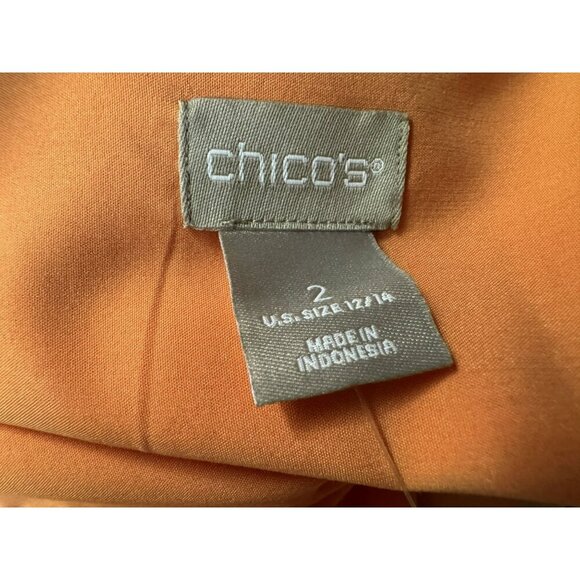 chico's®
2
U.S. SIZE 12/14
MADE IN
INDONESIA